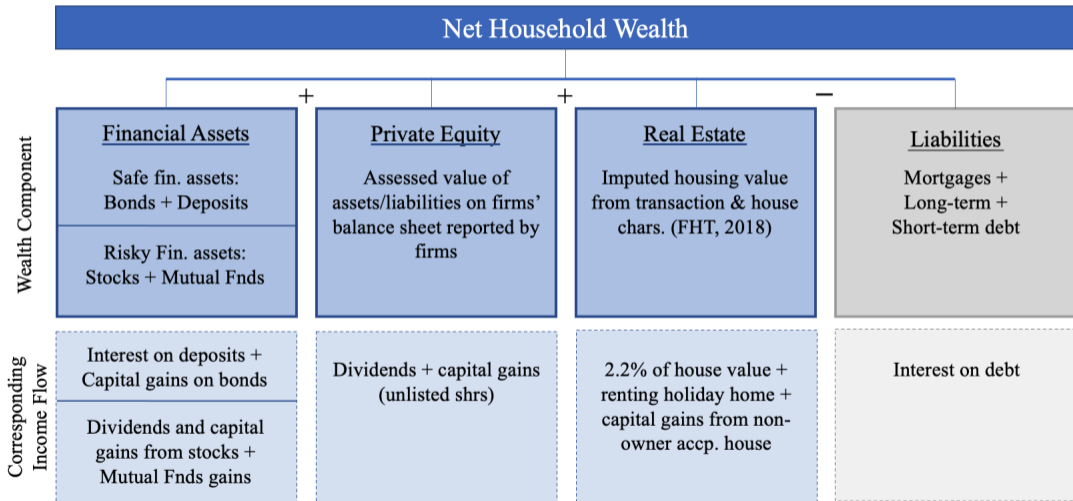 Net Household Wealth
+
+
−
Wealth Component
Financial Assets
Safe fin. assets:
Bonds + Deposits
Risky Fin. assets:
Stocks + Mutual Fnds
Private Equity
Assessed value of
assets/liabilities on firms’
balance sheet reported by
firms
Real Estate
Imputed housing value
from transaction & house
chars. (FHT, 2018)
Liabilities
Mortgages +
Long-term +
Short-term debt
Corresponding
Income Flow
Interest on deposits +
Capital gains on bonds
Dividends and capital
gains from stocks +
Mutual Fnds gains
Dividends + capital gains
(unlisted shrs)
2.2% of house value +
renting holiday home +
capital gains from non-
owner accp. house
Interest on debt